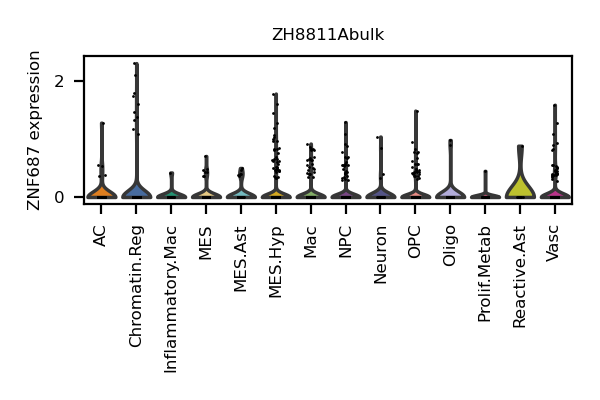 ZH8811Abulk
ZNF687 expression
2
0
AC
Chromatin.Reg
Inflammatory.Mac
MES
MES.Ast
MES.Hyp
Mac
NPC
Neuron
OPC
Oligo
Prolif.Metab
Reactive.Ast
Vasc